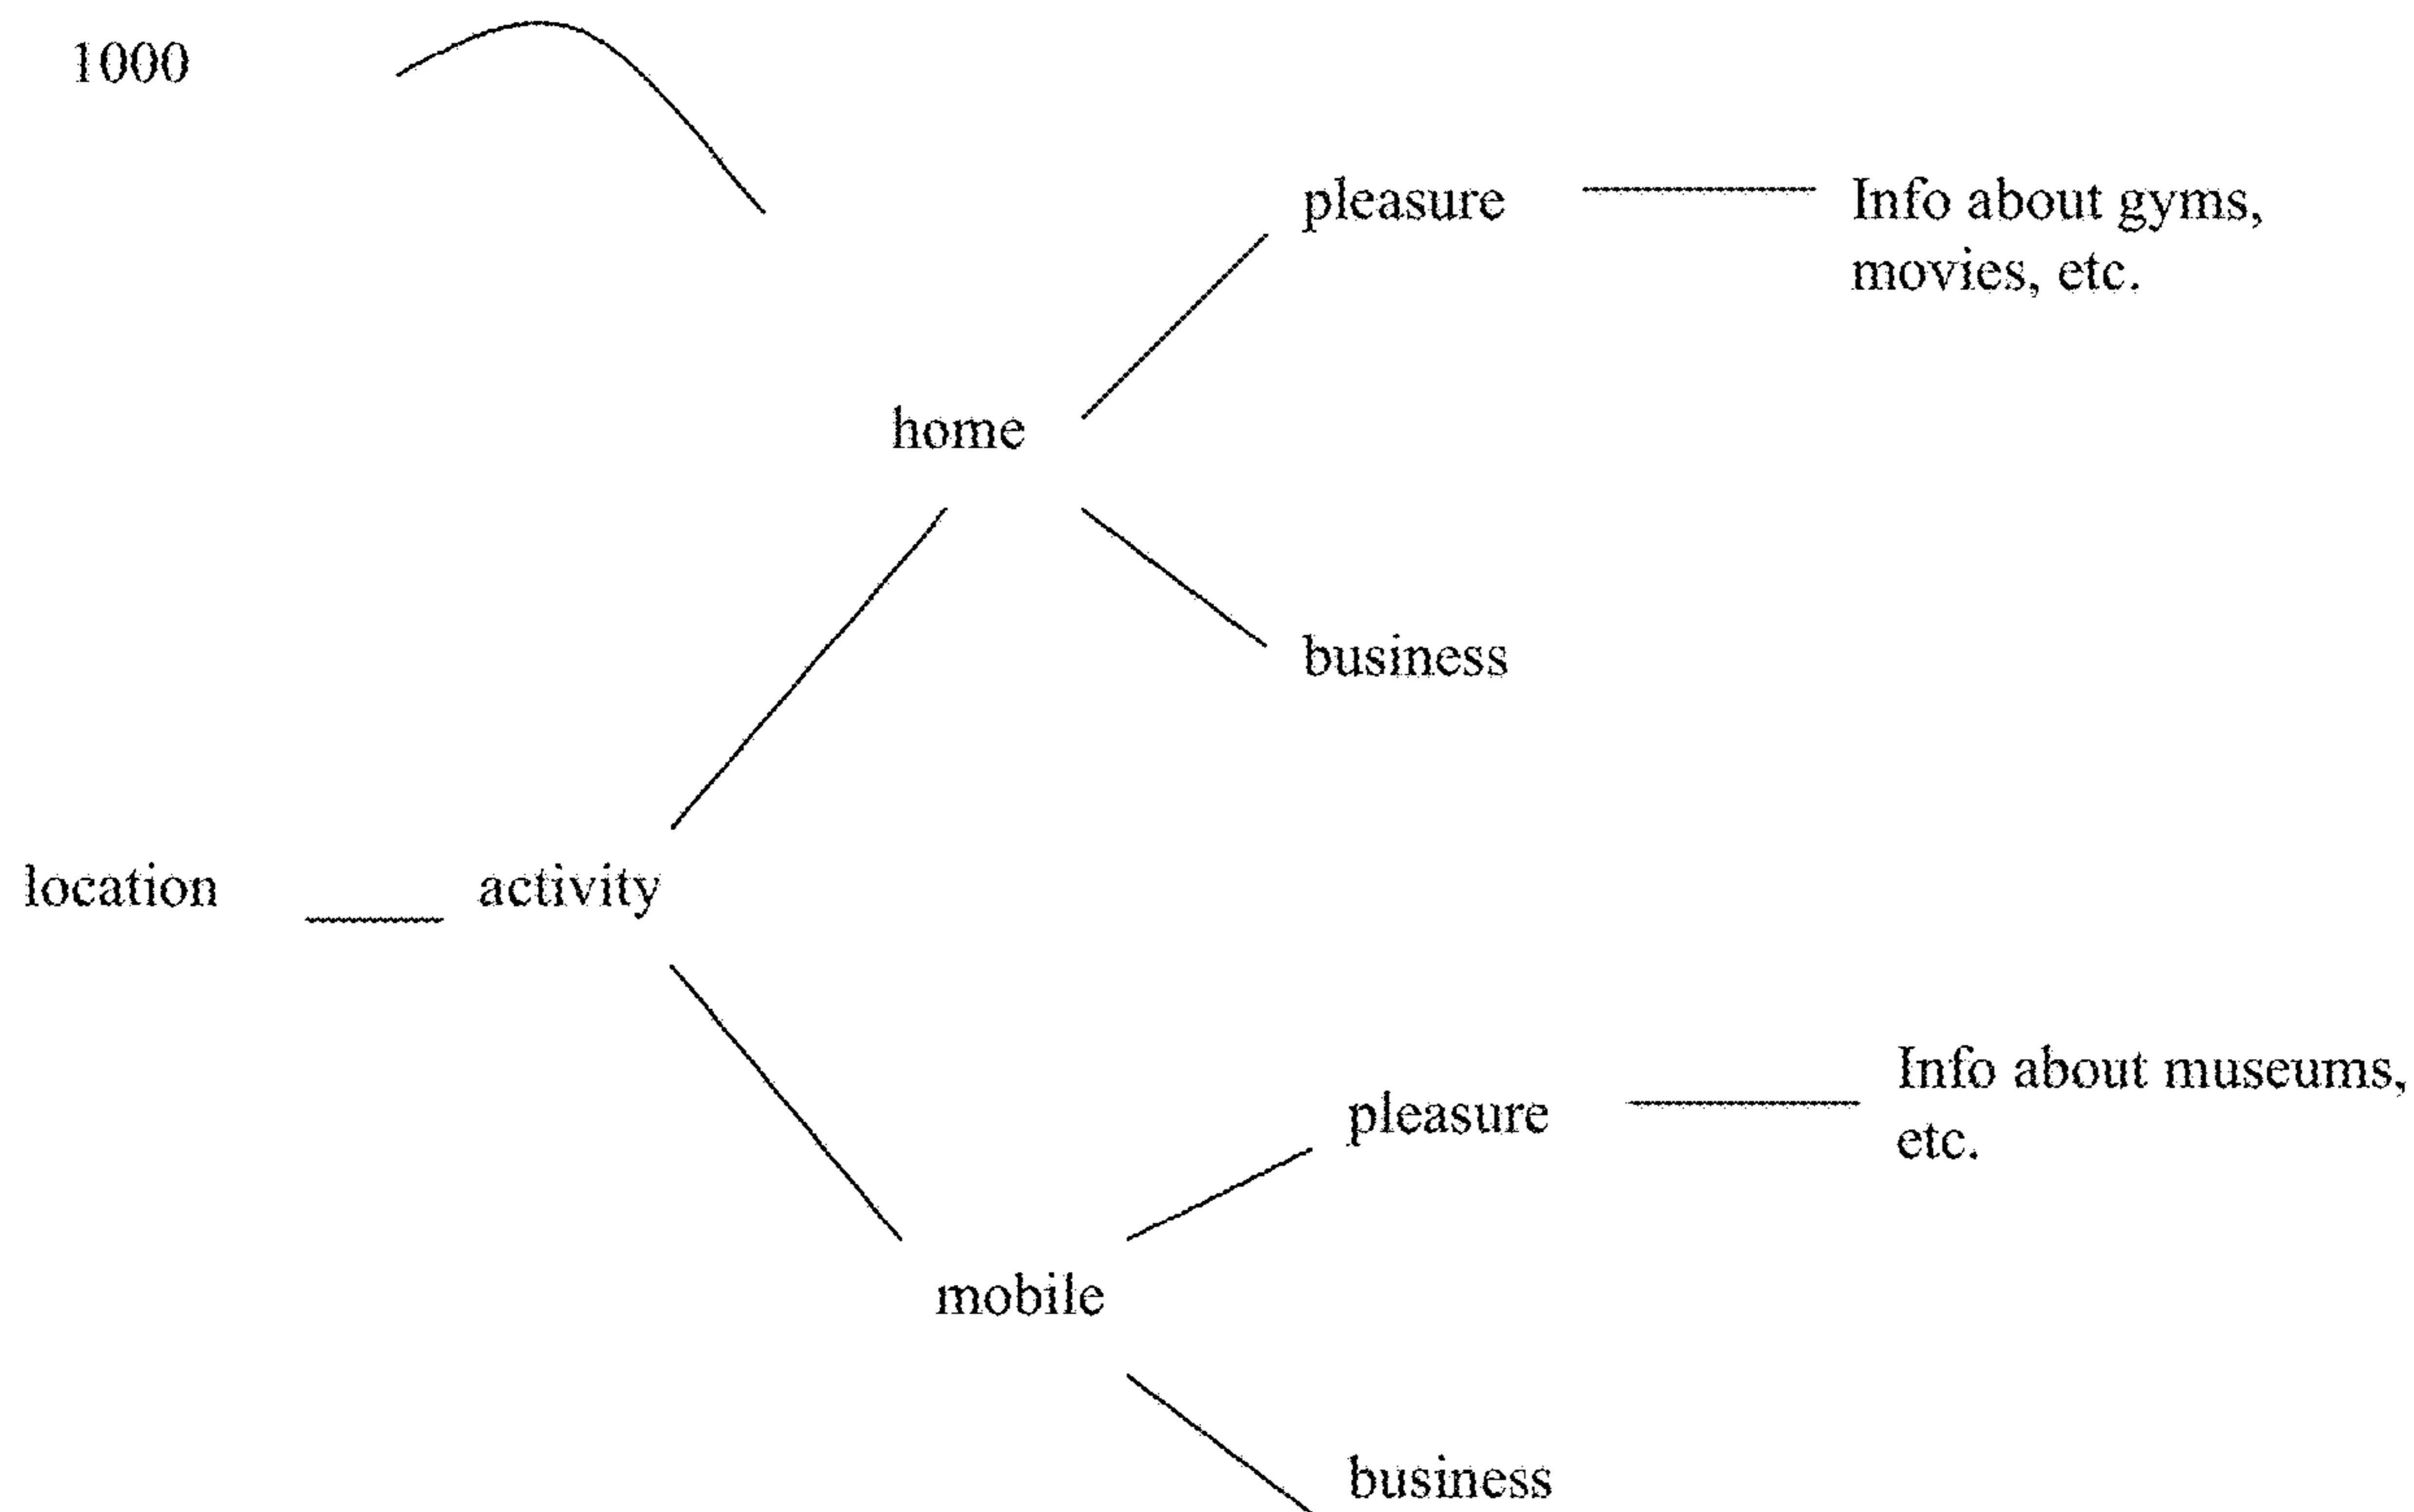 1000
pleasure
Info about gyms,
movies, etc.
home
business
location
activity
Info about museums,
etc.
pleasure
mobile
business